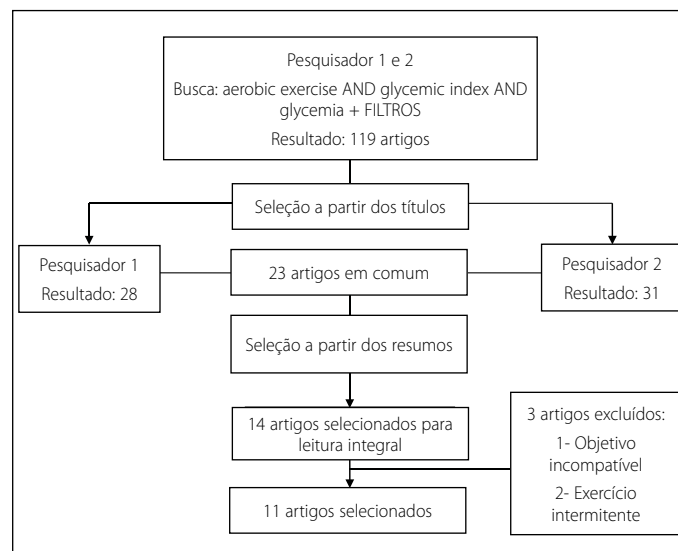 Pesquisador 1 e 2
Busca: aerobic exercise AND glycemic index AND
glycemia + FILTROS
Resultado: 119 artigos
Seleção a partir dos títulos
Pesquisador 1
Resultado: 28
23 artigos em comum
Pesquisador 2
Resultado: 31
Seleção a partir dos resumos
14 artigos selecionados para
leitura integral
3 artigos excluídos:
1- Objetivo
incompatível
2- Exercício
intermitente
11 artigos selecionados